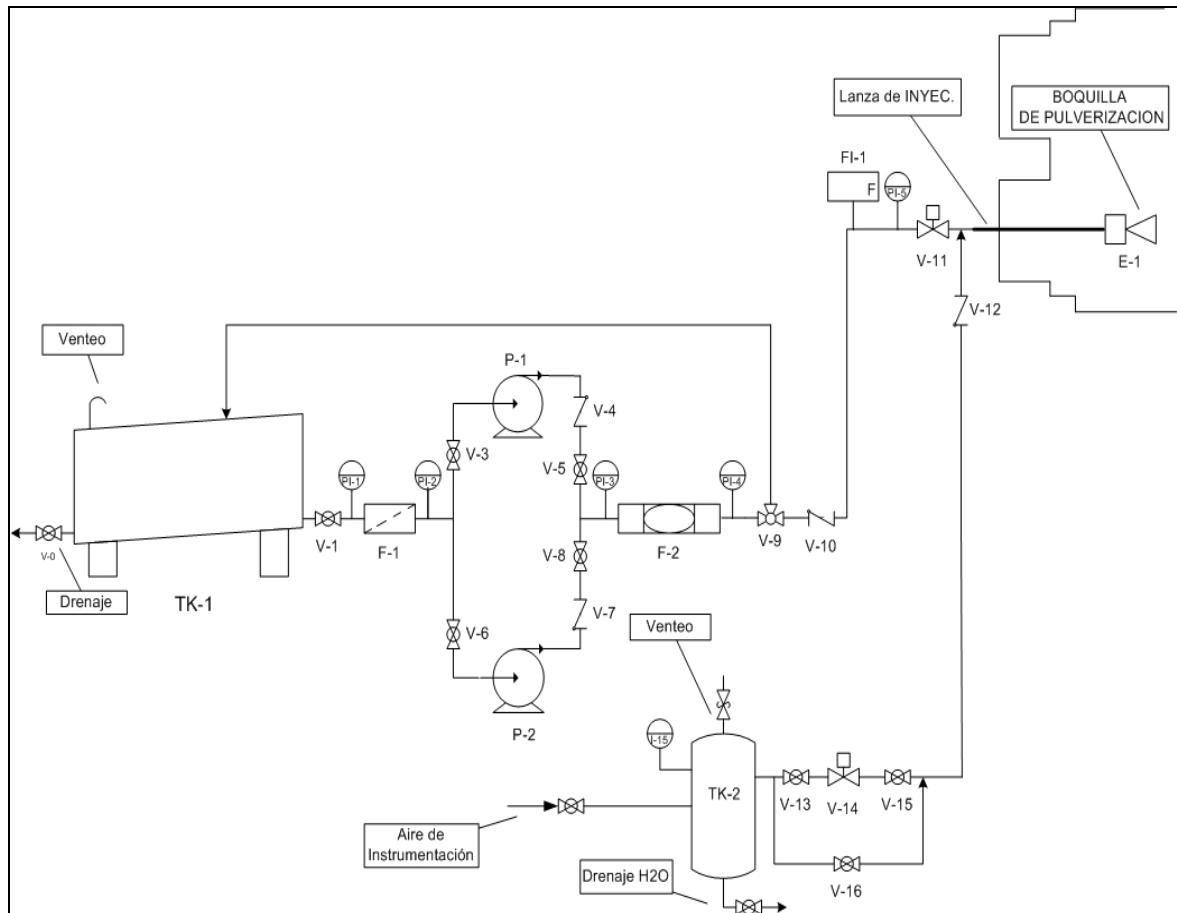 Lanza de INYEC.
BOQUILLA
DE PULVERIZACION
FI-1
F
PI-5
V-11
E-1
V-12
Venteo
P-1
V-4
V-3
V-5
PI-1
PI-2
PI-3
PI-4
V-0
V-1
F-1
V-8
F-2
V-9
V-10
Drenaje
TK-1
V-6
V-7
P-2
Venteo
I-15
TK-2
V-13
V-14
V-15
Aire de
Instrumentación
Drenaje H2O
V-16